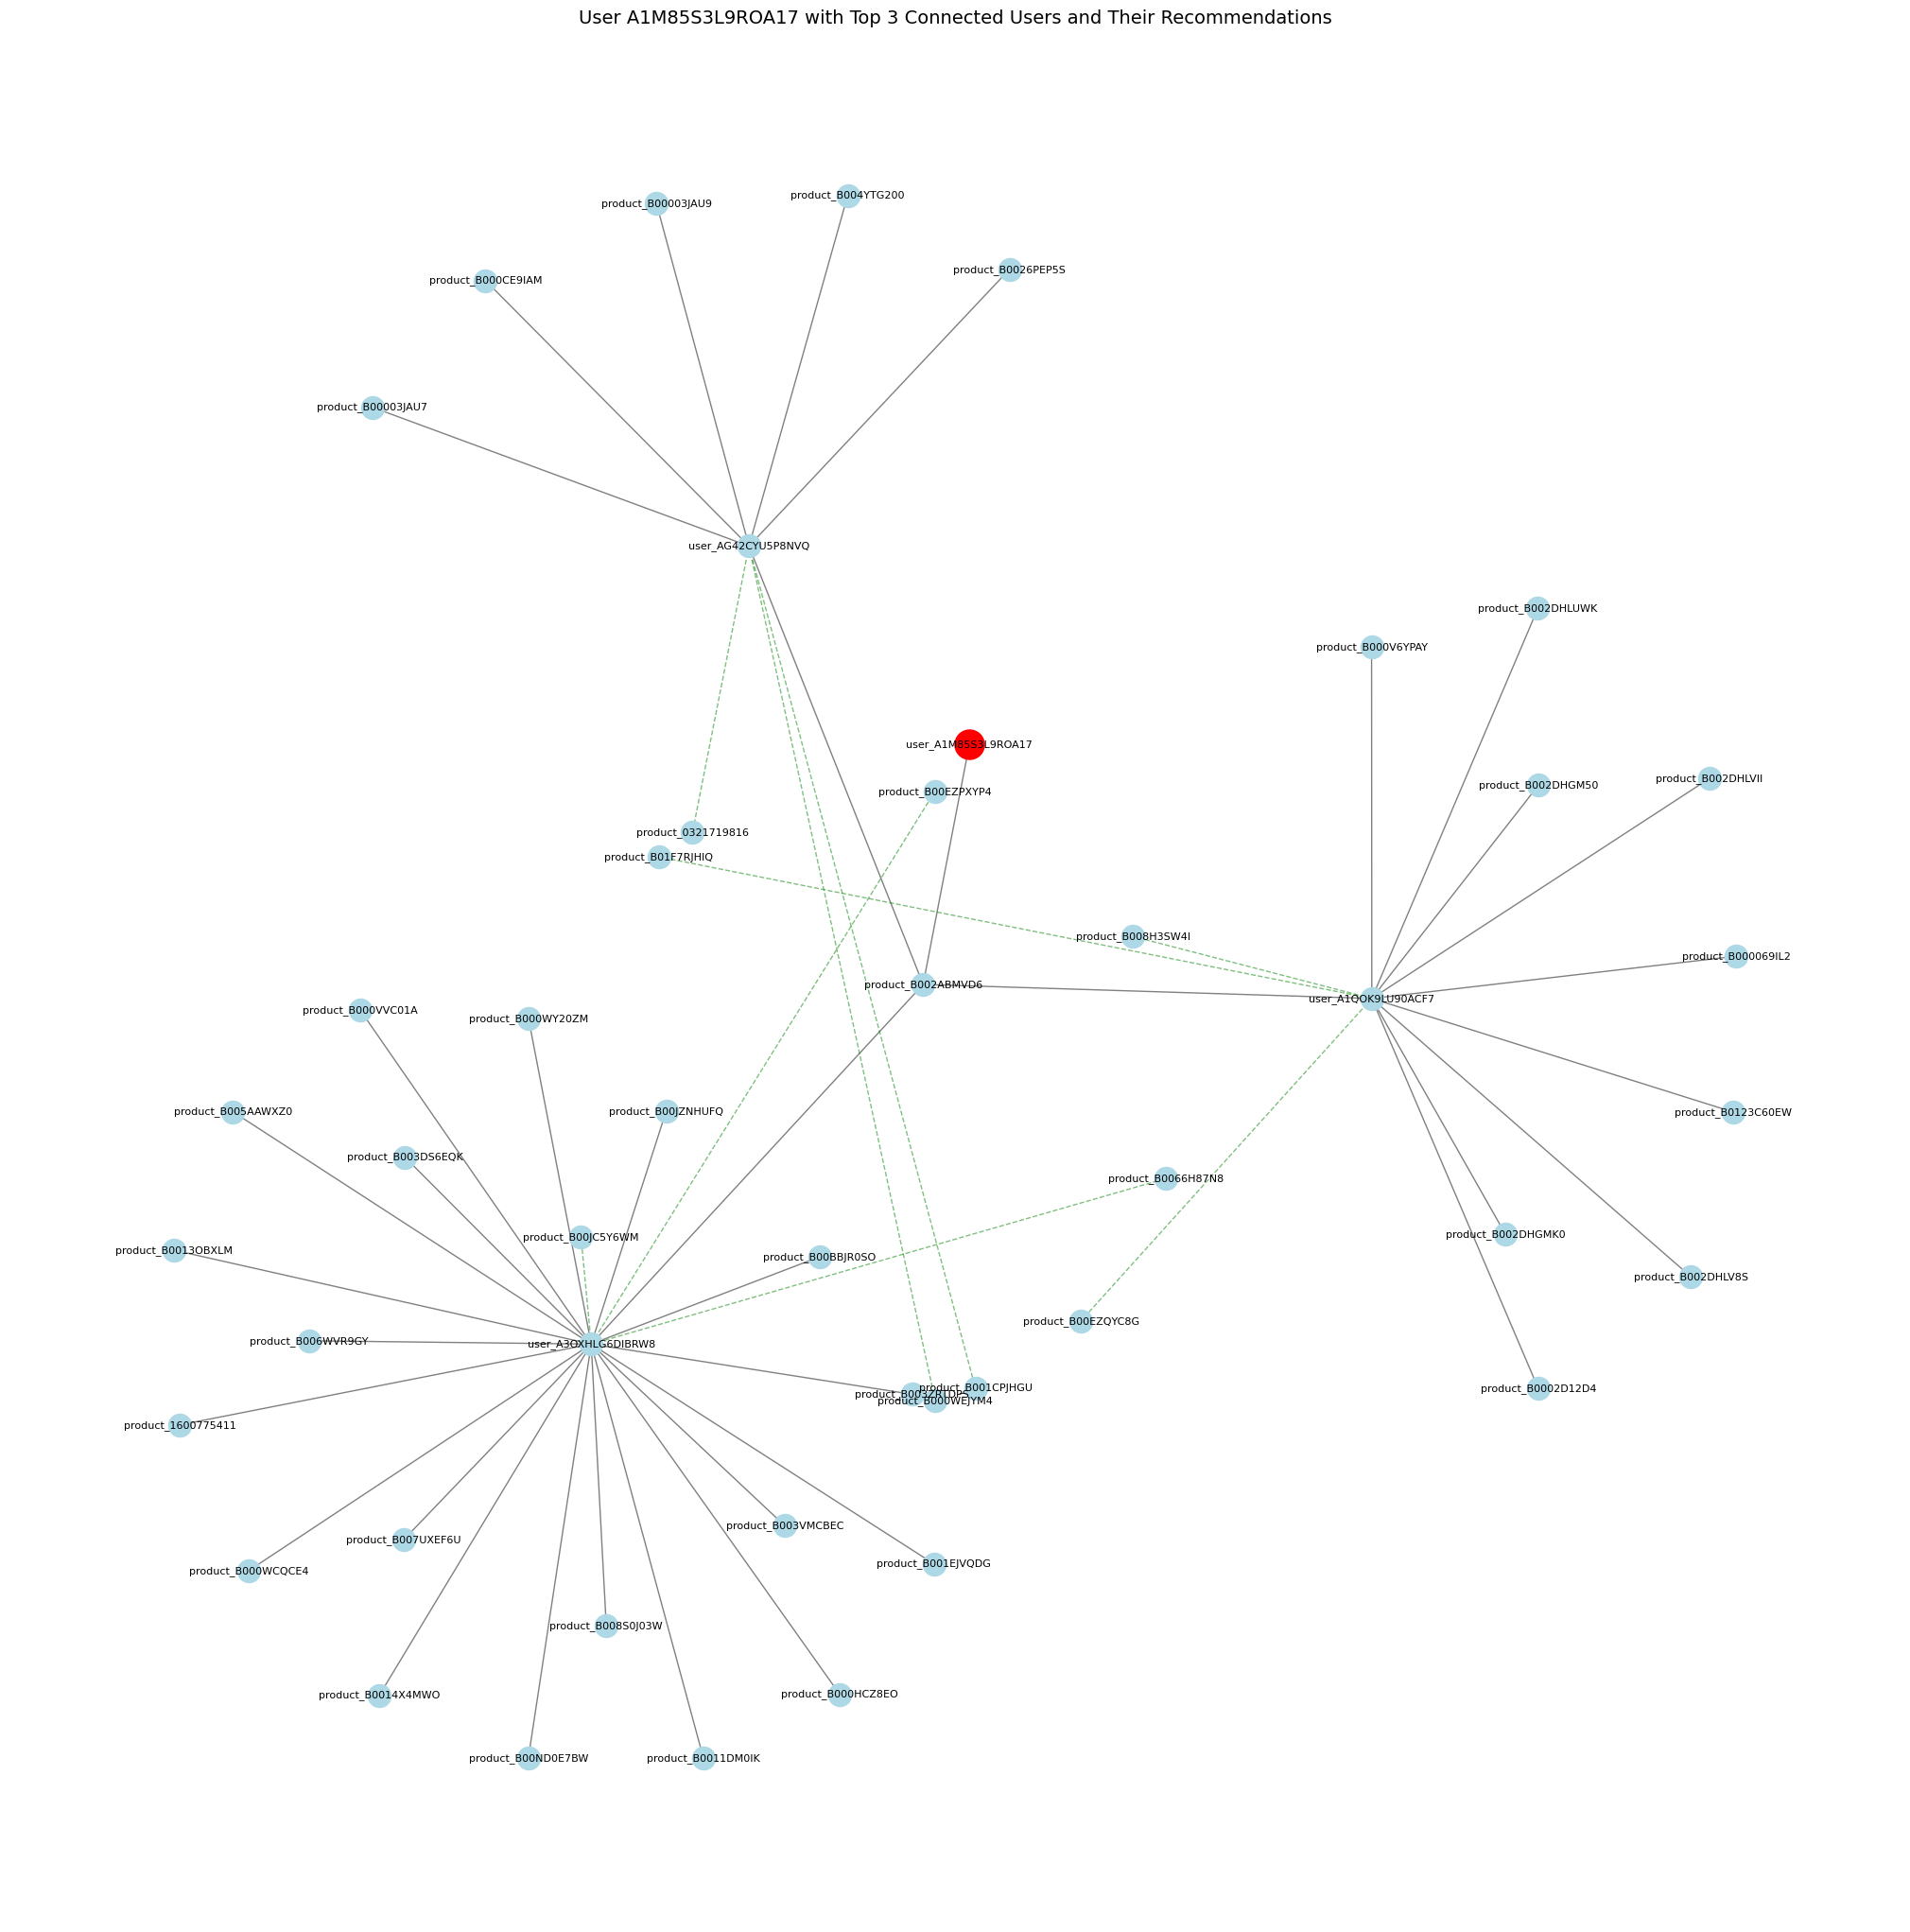 User A1M85S3L9ROA17 with Top 3 Connected Users and Their Recommendations
product_B004YTG200
product_B00003JAU9
product_B0026PEP5S
product_B000CE9IAM
product_B00003JAU7
user_AG42CYU5P8NVQ
product_B002DHLUWK
product_B000V6YPAY
user_A1M85S3L9ROA17
product_B002DHLVII
product_B002DHGM50
product_B00EZPXYP4
product_0321719816
product_B01F7RJHIQ
product_B008H3SW4I
product_B000069IL2
product_B002ABMVD6
user_A1QOK9LU90ACF7
product_B000VVC01A
product_B000WY20ZM
product_B005AAWXZ0
product_B00JZNHUFQ
product_B0123C60EW
product_B003DS6EQK
product_B0066H87N8
product_B002DHGMK0
product_B00JC5Y6WM
product_B0013OBXLM
product_B00BBJR0SO
product_B002DHLV8S
product_B00EZQYC8G
product_B006WVR9GY
user_A3OXHLG6DIBRW8
product_B001CPJHGU
product_B0002D12D4
product_B000WEJYM4
product_1600775411
product_B003VMCBEC
product_B007UXEF6U
product_B001EJVQDG
product_B000WCQCE4
product_B008S0J03W
product_B000HCZ8EO
product_B0014X4MWO
product_B00ND0E7BW
product_B0011DM0IK